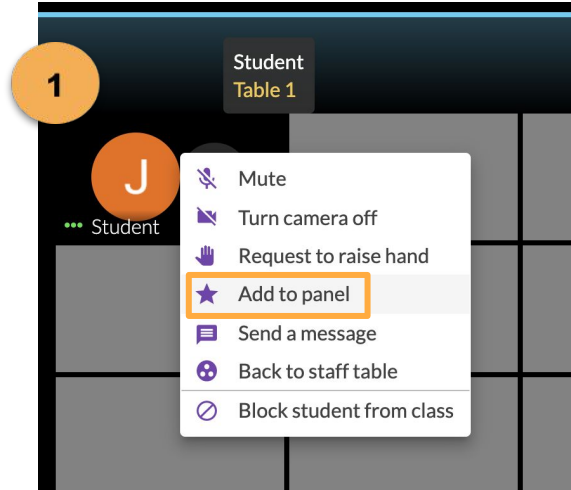 1
Student
Table 1
J
Student
Mute
Turn camera off
Request to raise hand
Add to panel
Send a message
Back to staff table
Block student from class